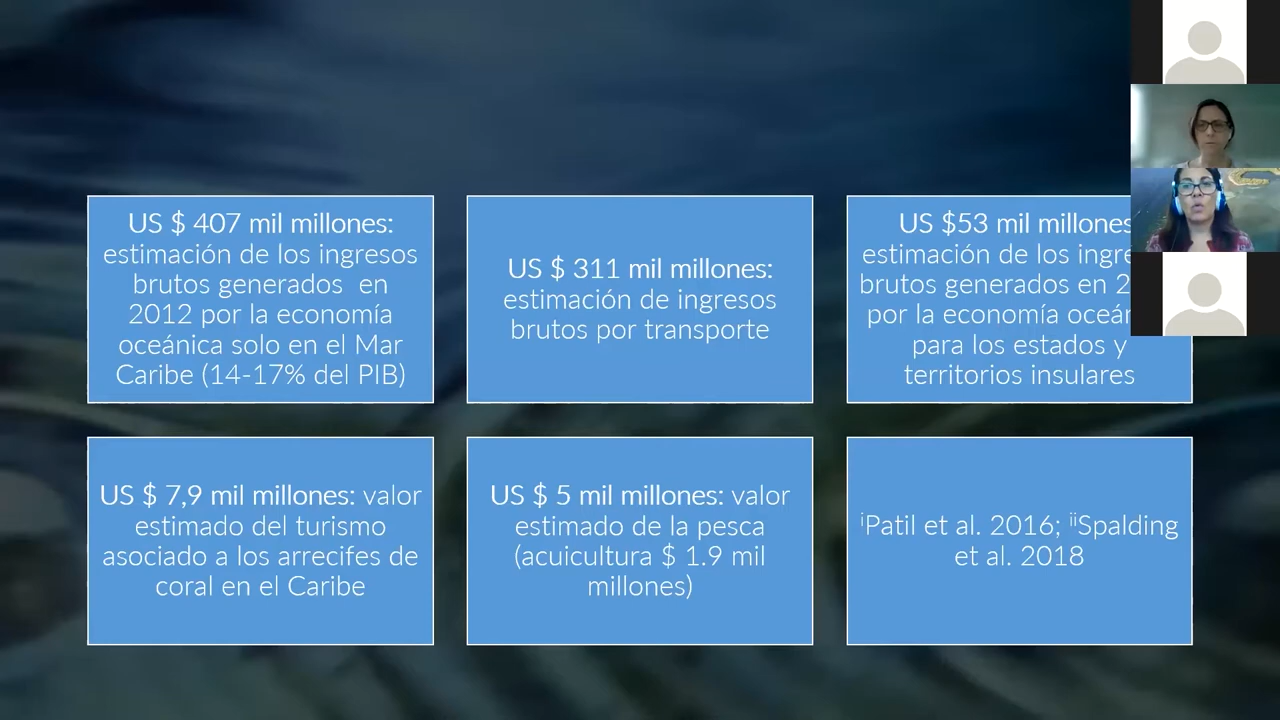 US $ 407 mil millones:
estimación de los ingresos
brutos generados en
2012 por la economía
oceánica solo en el Mar
Caribe (14-17% del PIB)
US $ 311 mil millones:
estimación de ingresos
brutos por transporte
US $53 mil millones
estimación de los
brutos generados en
por la economía
para los estados y
territorios insulares
US $ 7,9 mil millones: valor
estimado del turismo
asociado a los arrecifes de
coral en el Caribe
US $ 5 mil millones: valor
estimado de la pesca
(acuicultura $ 1.9 mil
millones)
ⁱPatil et al. 2016; ⁱⁱSpalding
et al. 2018